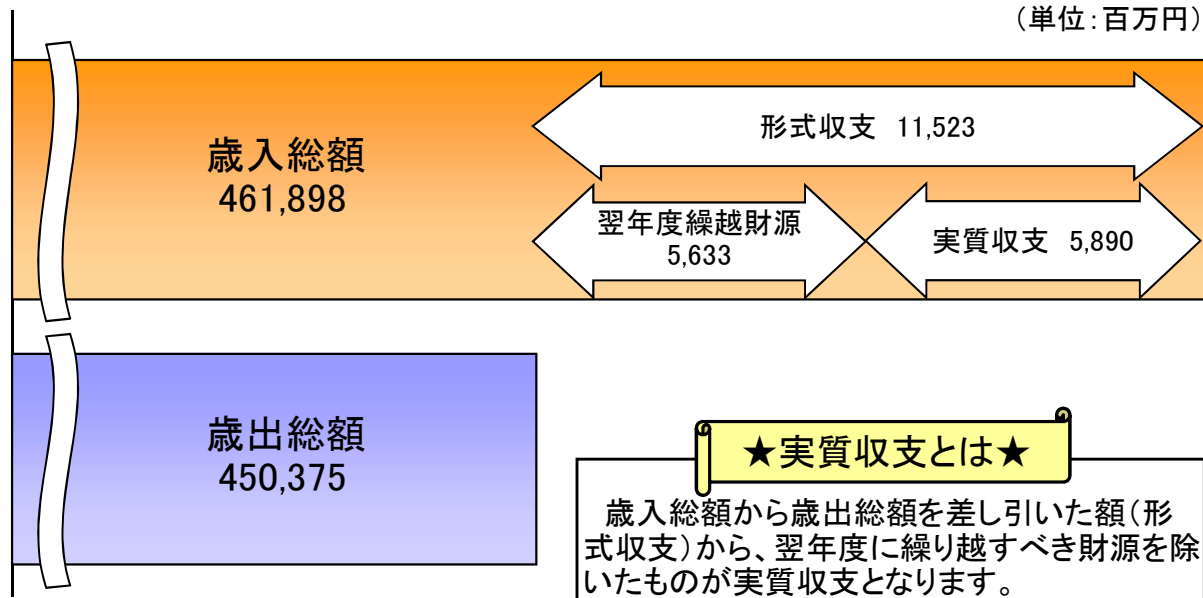 （単位：百万円）
歳入総額
461,898
形式収支 11,523
翌年度繰越財源
5,633
実質収支 5,890
歳出総額
450,375
★実質収支とは★
歳入総額から歳出総額を差し引いた額（形
式収支）から、翌年度に繰り越すべき財源を除
いたものが実質収支となります。